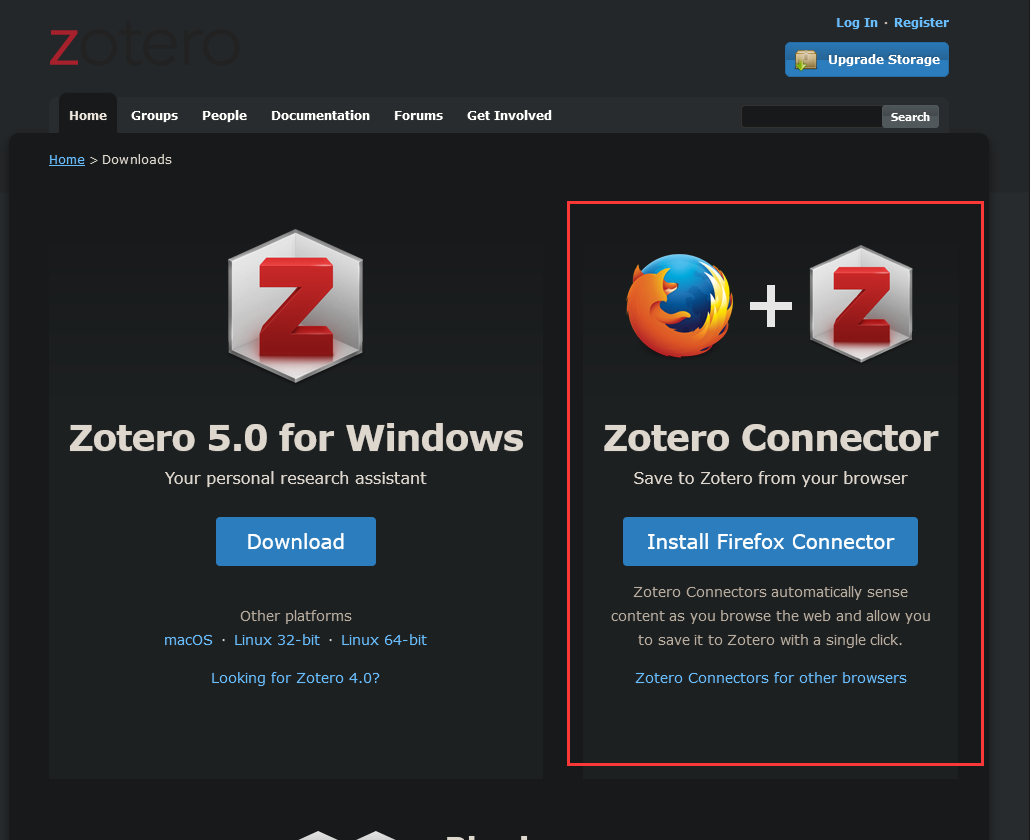 zotero
Log In · Register
Upgrade Storage
Home Groups People Documentation Forums Get Involved
Search
Home > Downloads
Z
Zotero 5.0 for Windows
Your personal research assistant
Download
Other platforms
macOS · Linux 32-bit · Linux 64-bit
Looking for Zotero 4.0?
+ Z
Zotero Connector
Save to Zotero from your browser
Install Firefox Connector
Zotero Connectors automatically sense
content as you browse the web and allow you
to save it to Zotero with a single click.
Zotero Connectors for other browsers